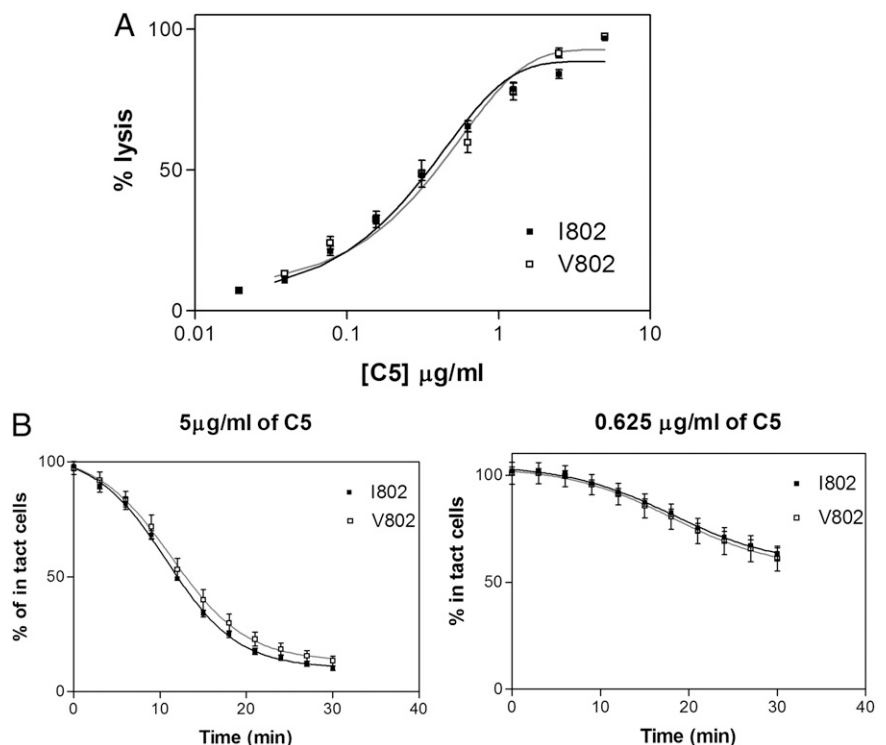 A
100
50
0
% lysis
I802
V802
0.01
0.1
1
10
[C5] μg/ml
B
5μg/ml of C5
100
50
0
% of in tact cells
I802
V802
0
10
20
30
40
Time (min)
0.625 μg/ml of C5
100
50
0
% in tact cells
I802
V802
0
10
20
30
40
Time (min)